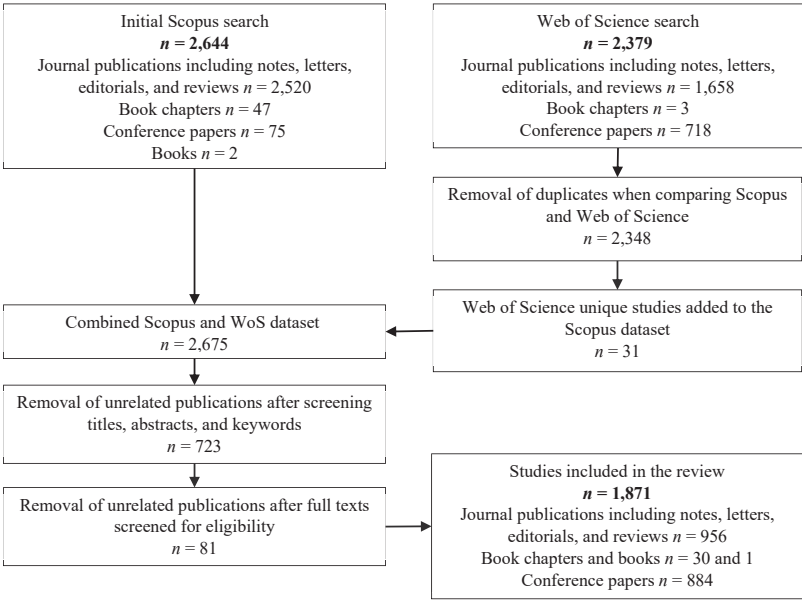 Initial Scopus search
n = 2,644
Journal publications including notes, letters,
editorials, and reviews n = 2,520
Book chapters n = 47
Conference papers n = 75
Books n = 2
Web of Science search
n = 2,379
Journal publications including notes, letters,
editorials, and reviews n = 1,658
Book chapters n = 3
Conference papers n = 718
Removal of duplicates when comparing Scopus
and Web of Science
n = 2,348
Web of Science unique studies added to the
Scopus dataset
n = 31
Combined Scopus and WoS dataset
n = 2,675
Removal of unrelated publications after screening
titles, abstracts, and keywords
n = 723
Removal of unrelated publications after full texts
screened for eligibility
n = 81
Studies included in the review
n = 1,871
Journal publications including notes, letters,
editorials, and reviews n = 956
Book chapters and books n = 30 and 1
Conference papers n = 884